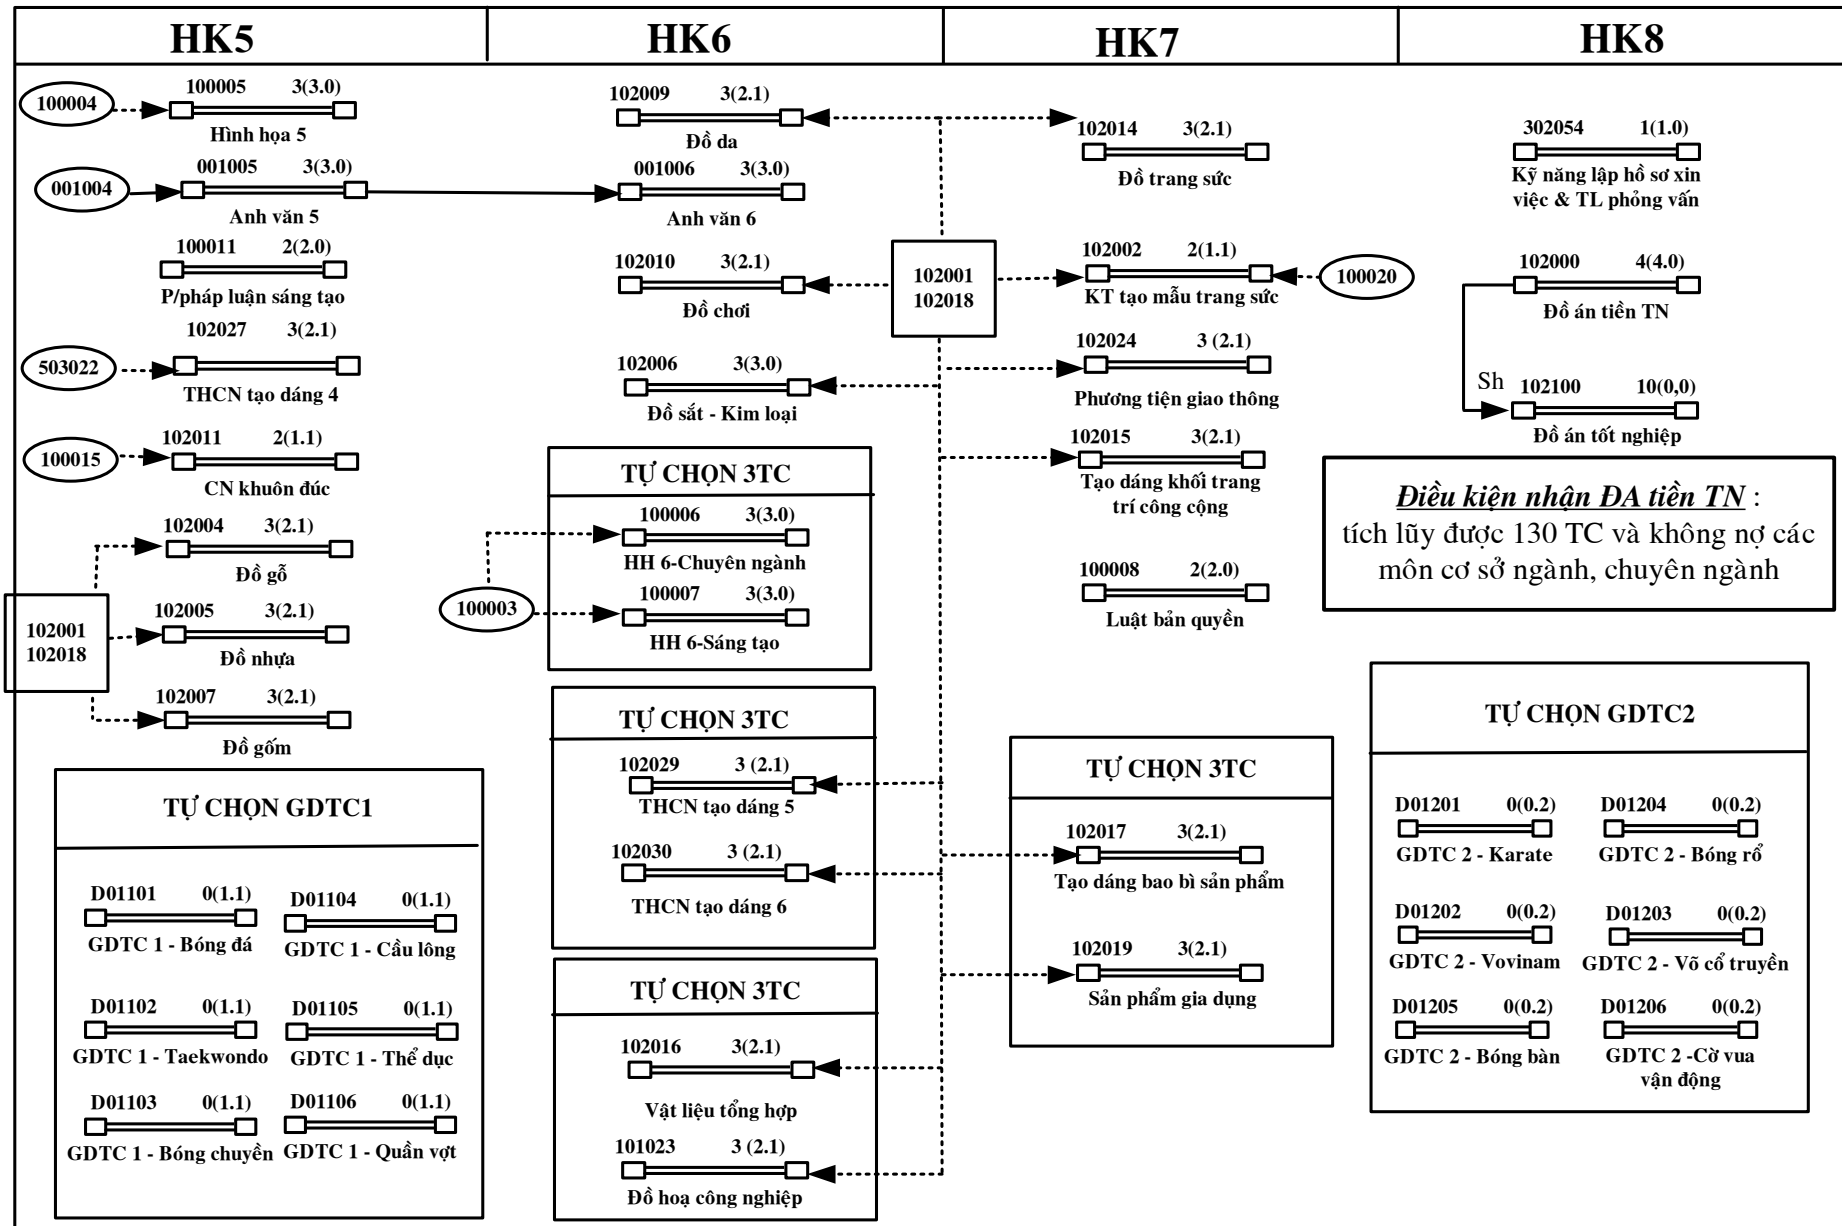 HK5
HK6
HK7
HK8
100004
100005 3(3.0)
Hình họa 5
001004
001005 3(3.0)
Anh văn 5
100011 2(2.0)
P/pháp luận sáng tạo
503022
102027 3(2.1)
THCN tạo dáng 4
100015
102011 2(1.1)
CN khuôn đúc
102004 3(2.1)
Đồ gỗ
102001
102018
102005 3(2.1)
Đồ nhựa
102007 3(2.1)
Đồ gốm
TỰ CHỌN GDTC1
D01101 0(1.1)
GDTC 1 - Bóng đá
D01104 0(1.1)
GDTC 1 - Cầu lông
D01102 0(1.1)
GDTC 1 - Taekwondo
D01105 0(1.1)
GDTC 1 - Thể dục
D01103 0(1.1)
GDTC 1 - Bóng chuyền
D01106 0(1.1)
GDTC 1 - Quần vợt
102009 3(2.1)
Đồ da
001006 3(3.0)
Anh văn 6
102010 3(2.1)
Đồ chơi
102006 3(3.0)
Đồ sắt - Kim loại
TỰ CHỌN 3TC
100006 3(3.0)
HH 6-Chuyên ngành
100003
100007 3(3.0)
HH 6-Sáng tạo
TỰ CHỌN 3TC
102029 3 (2.1)
THCN tạo dáng 5
102030 3 (2.1)
THCN tạo dáng 6
TỰ CHỌN 3TC
102016 3(2.1)
Vật liệu tổng hợp
101023 3 (2.1)
Đồ hoạ công nghiệp
102001
102018
102014 3(2.1)
Đồ trang sức
102002 2(1.1)
KT tạo mẫu trang sức
100020
102024 3 (2.1)
Phương tiện giao thông
102015 3(2.1)
Tạo dáng khối trang
trí công cộng
100008 2(2.0)
Luật bản quyền
TỰ CHỌN 3TC
102017 3(2.1)
Tạo dáng bao bì sản phẩm
102019 3(2.1)
Sản phẩm gia dụng
302054 1(1.0)
Kỹ năng lập hồ sơ xin
việc & TL phỏng vấn
102000 4(4.0)
Đồ án tiền TN
Sh
102100 10(0,0)
Đồ án tốt nghiệp
Điều kiện nhận ĐA tiền TN :
tích lũy được 130 TC và không nợ các
môn cơ sở ngành, chuyên ngành
TỰ CHỌN GDTC2
D01201 0(0.2)
GDTC 2 - Karate
D01204 0(0.2)
GDTC 2 - Bóng rổ
D01202 0(0.2)
GDTC 2 - Vovinam
D01203 0(0.2)
GDTC 2 - Võ cổ truyền
D01205 0(0.2)
GDTC 2 - Bóng bàn
D01206 0(0.2)
GDTC 2 -Cờ vua
vận động